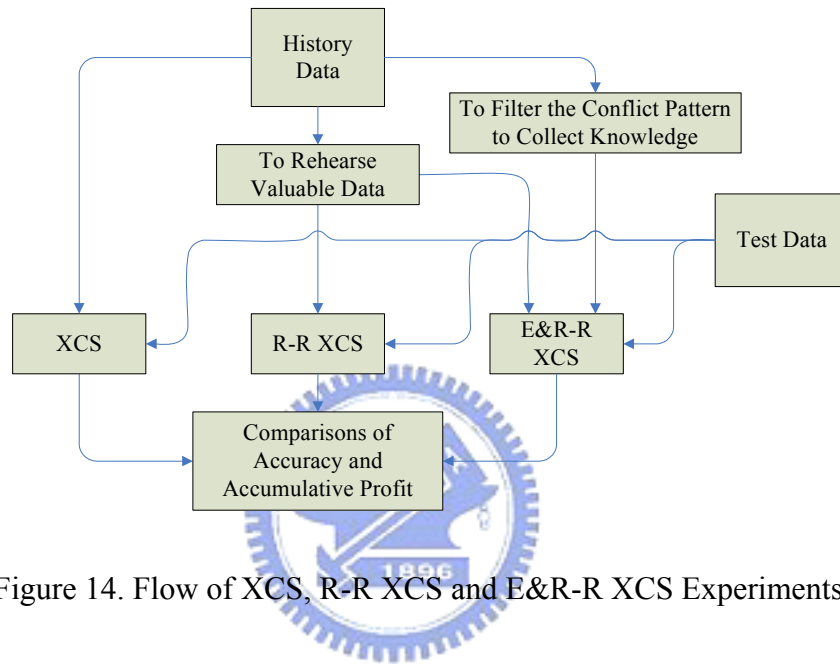 History
Data
To Filter the Conflict Pattern
to Collect Knowledge
To Rehearse
Valuable Data
Test Data
XCS
R-R XCS
E&R-R
XCS
Comparisons of
Accuracy and
Accumulative Profit
1896
Figure 14. Flow of XCS, R-R XCS and E&R-R XCS Experiments